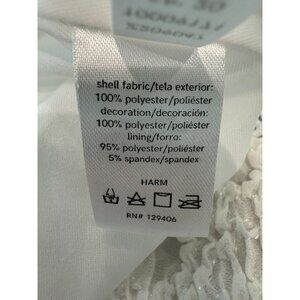 shell fabric/tela exterior:
100% polyester/poliéster
decoration/decoración:
100% polyester/poliéster
lining/forro:
95% polyester/poliéster
5% spandex/spandex
HARM
RN# 129406